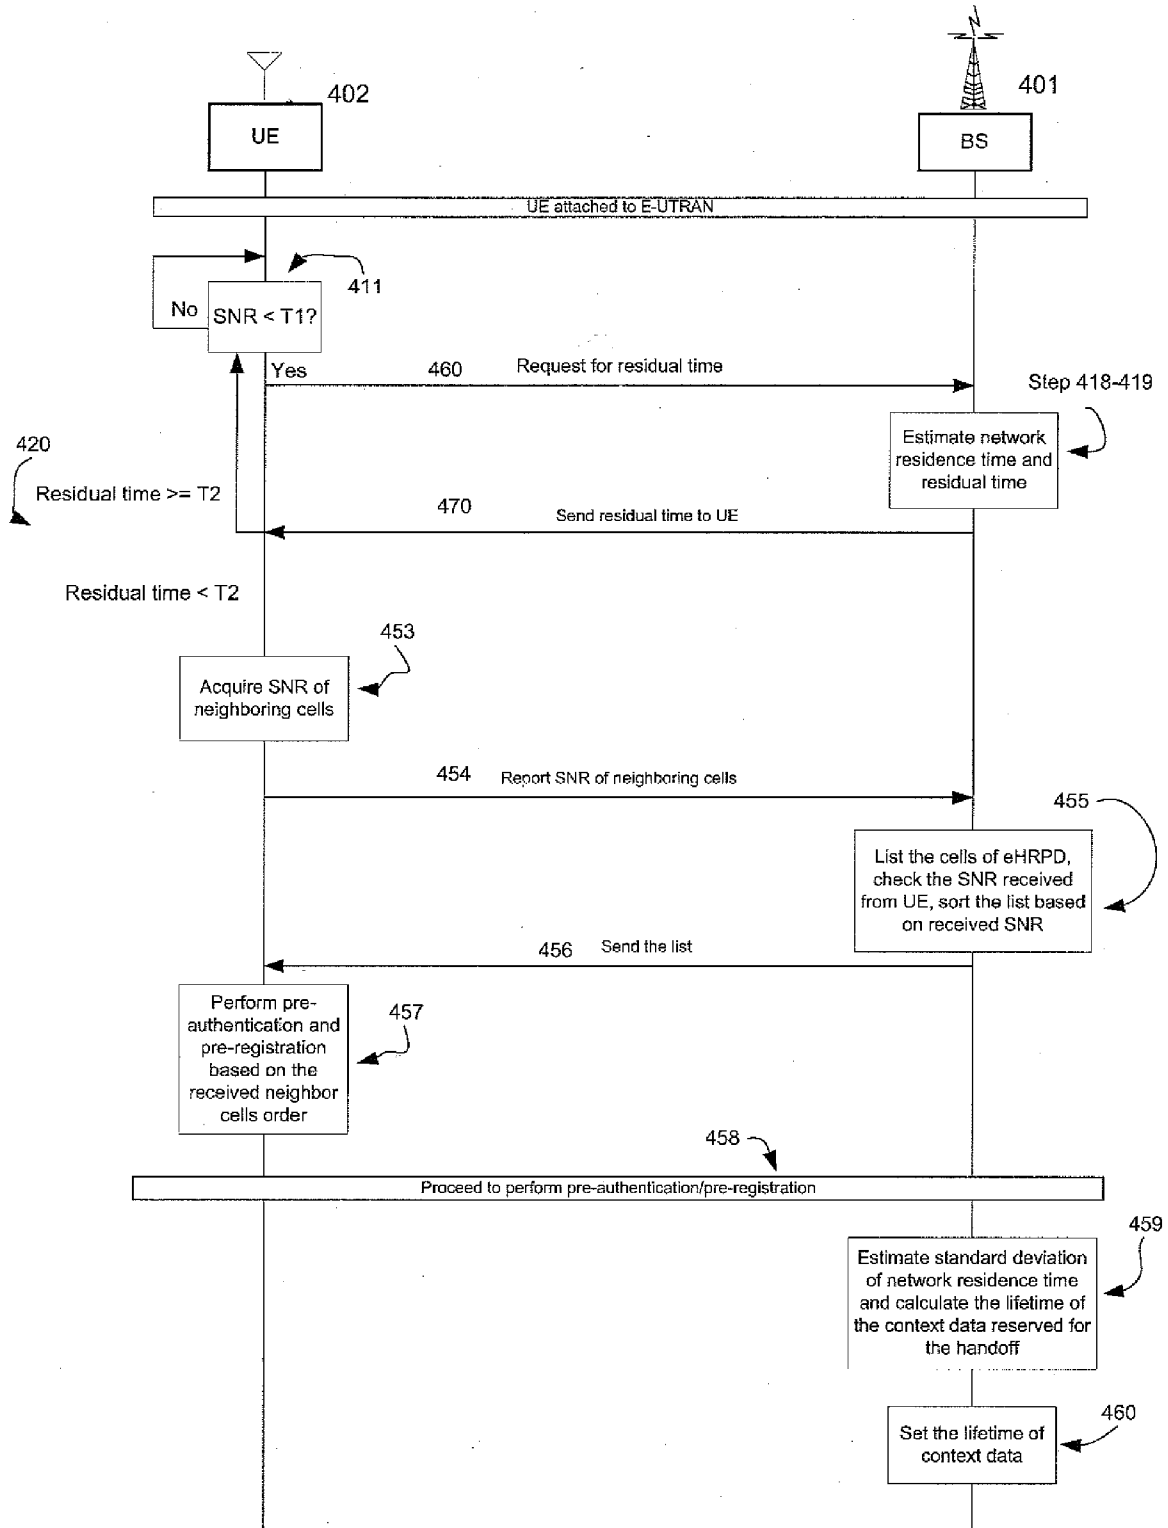 402
401
UE
BS
UE attached to E-UTRAN
411
No
SNR < T1?
Yes
460
Request for residual time
Step 418-419
420
Estimate network
residence time and
residual time
Residual time >= T2
470
Send residual time to UE
Residual time < T2
453
Acquire SNR of
neighboring cells
454
Report SNR of neighboring cells
455
List the cells of eHRPD,
check the SNR received
from UE, sort the list based
on received SNR
456
Send the list
Perform pre-
authentication and
pre-registration
based on the
received neighbor
cells order
457
458
Proceed to perform pre-authentication/pre-registration
459
Estimate standard deviation
of network residence time
and calculate the lifetime of
the context data reserved for
the handoff
460
Set the lifetime of
context data